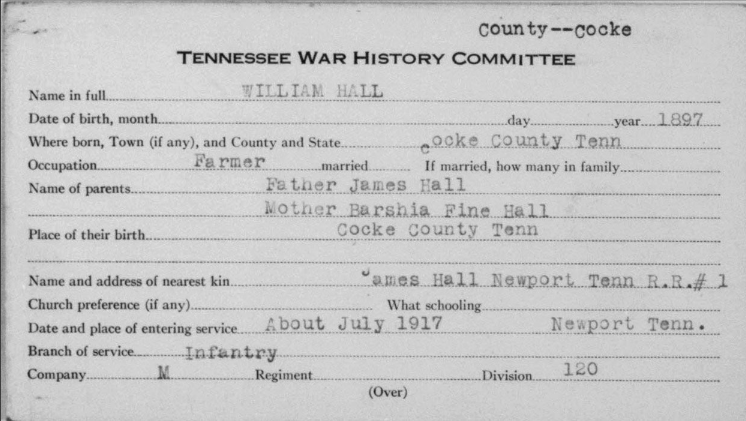 County--Cocke
TENNESSEE WAR HISTORY COMMITTEE
Name in full WILLIAM HALL
Date of birth, month day year 1897
Where born, Town (if any), and County and State Cocke County Tenn
Occupation Farmer married If married, how many in family
Name of parents Father James Hall
Mother Barshia Fine Hall
Place of their birth Cocke County Tenn
Name and address of nearest kin James Hall Newport Tenn R.R.# 1
Church preference (if any) What schooling
Date and place of entering service About July 1917 Newport Tenn.
Branch of service Infantry
Company M Regiment Division 120
(Over)